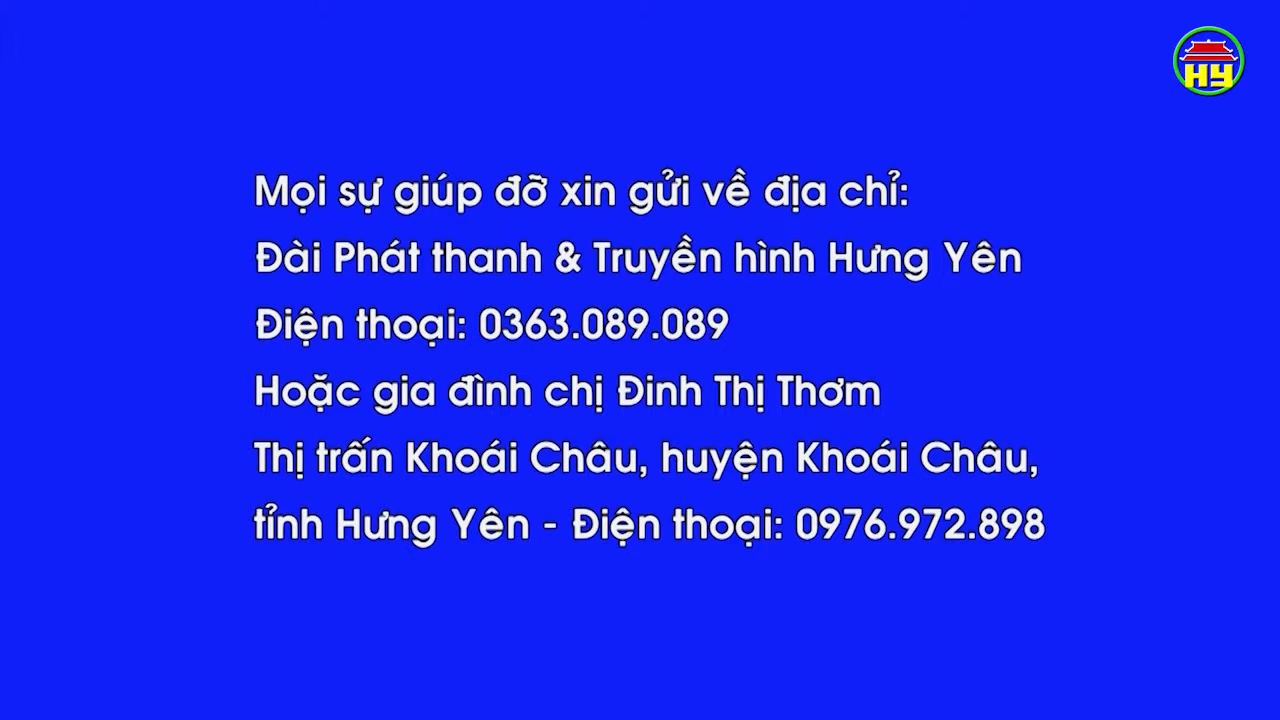 HY
Mọi sự giúp đỡ xin gửi về địa chỉ:
Đài Phát thanh & Truyền hình Hưng Yên
Điện thoại: 0363.089.089
Hoặc gia đình chị Đinh Thị Thơm
Thị trấn Khoái Châu, huyện Khoái Châu,
tỉnh Hưng Yên - Điện thoại: 0976.972.898